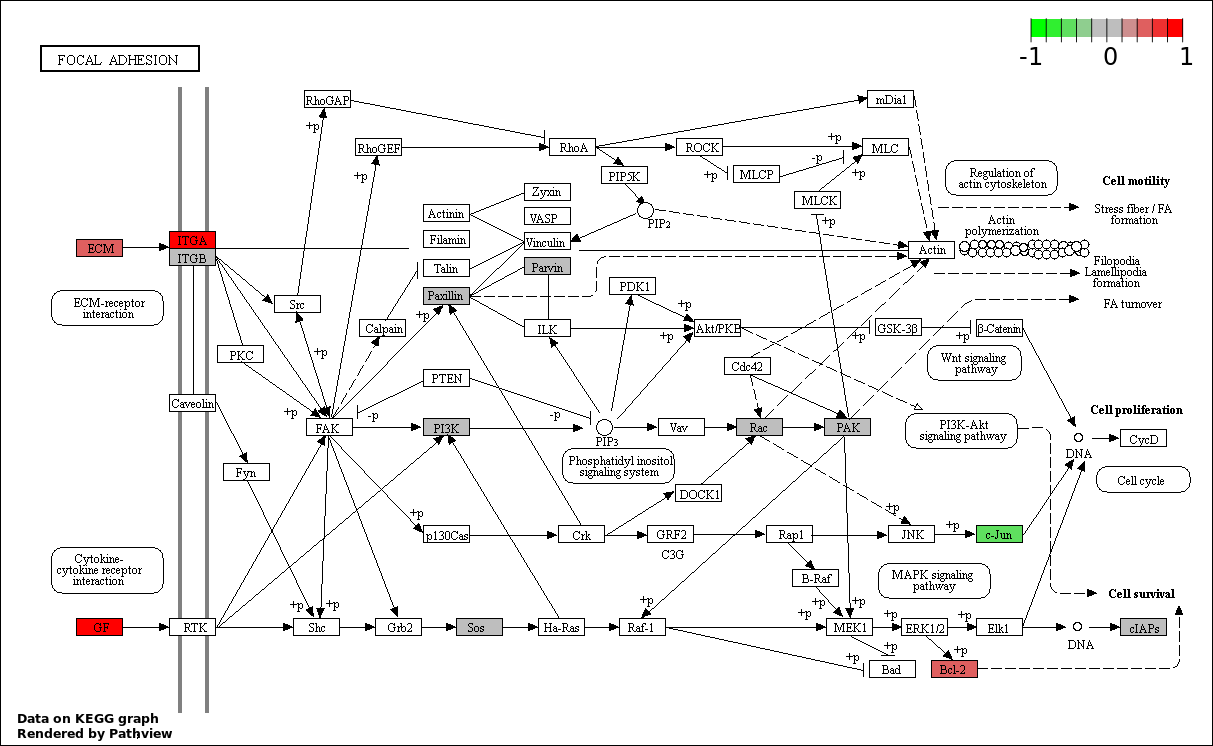 -1 0 1
FOCAL ADHESION
RhoGAP
mDia1
+p
RhoGEF
RhoA
ROCK
+p
MLC
+p
PIP5K
+p
MLCP
-p
+p
Regulation of
actin cytoskeleton
Cell motility
Zyxin
MLCK
Actinin
VASP
PIP2
+p
Stress fiber / FA
formation
Actin
polymerization
ECM
ITGA
ITGB
Filamin
Vinculin
Actin
Talin
Parvin
Filopodia
Lamellipodia
formation
ECM-receptor
interaction
Src
Paxillin
PDK1
FA turnover
+p
+p
Calpain
ILK
+p
Akt/PKB
+p
GSK-3β
+p
β-Catenin
PKC
+p
Cdc42
Wnt signaling
pathway
PTEN
Caveolin
+p
-p
-p
Cell proliferation
FAK
PI3K
PIP3
Vav
Rac
PAK
PI3K-Akt
signaling pathway
CycD
DNA
Fyn
Phosphatidyl inositol
signaling system
Cell cycle
DOCK1
+p
+p
p130Cas
Crk
GRF2
C3G
Rap1
JNK
+p
c-Jun
Cytokine-
cytokine receptor
interaction
B-Raf
MAPK signaling
pathway
Cell survival
+p
+p
+p
+p
+p
+p
GF
RTK
Shc
Grb2
Sos
Ha-Ras
Raf-1
MEK1
+p
ERK1/2
+p
Elk1
DNA
cIAPs
+p
+p
+p
Bad
Bcl-2
Data on KEGG graph
Rendered by Pathview